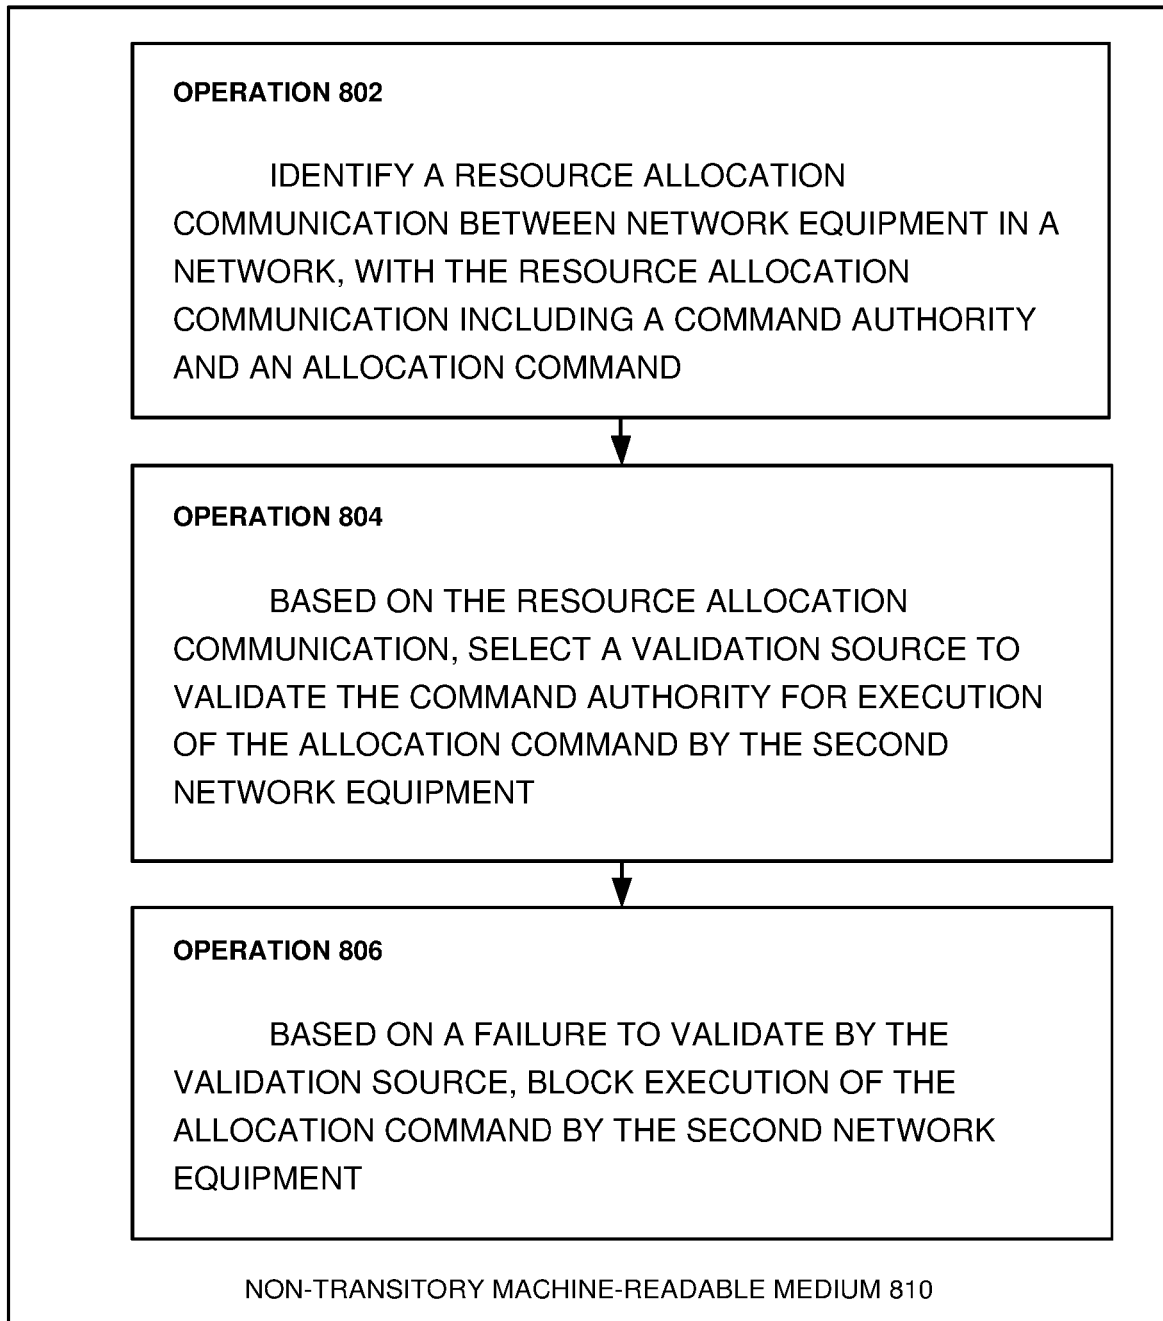 OPERATION 802
IDENTIFY A RESOURCE ALLOCATION
COMMUNICATION BETWEEN NETWORK EQUIPMENT IN A
NETWORK, WITH THE RESOURCE ALLOCATION
COMMUNICATION INCLUDING A COMMAND AUTHORITY
AND AN ALLOCATION COMMAND
OPERATION 804
BASED ON THE RESOURCE ALLOCATION
COMMUNICATION, SELECT A VALIDATION SOURCE TO
VALIDATE THE COMMAND AUTHORITY FOR EXECUTION
OF THE ALLOCATION COMMAND BY THE SECOND
NETWORK EQUIPMENT
OPERATION 806
BASED ON A FAILURE TO VALIDATE BY THE
VALIDATION SOURCE, BLOCK EXECUTION OF THE
ALLOCATION COMMAND BY THE SECOND NETWORK
EQUIPMENT
NON-TRANSITORY MACHINE-READABLE MEDIUM 810